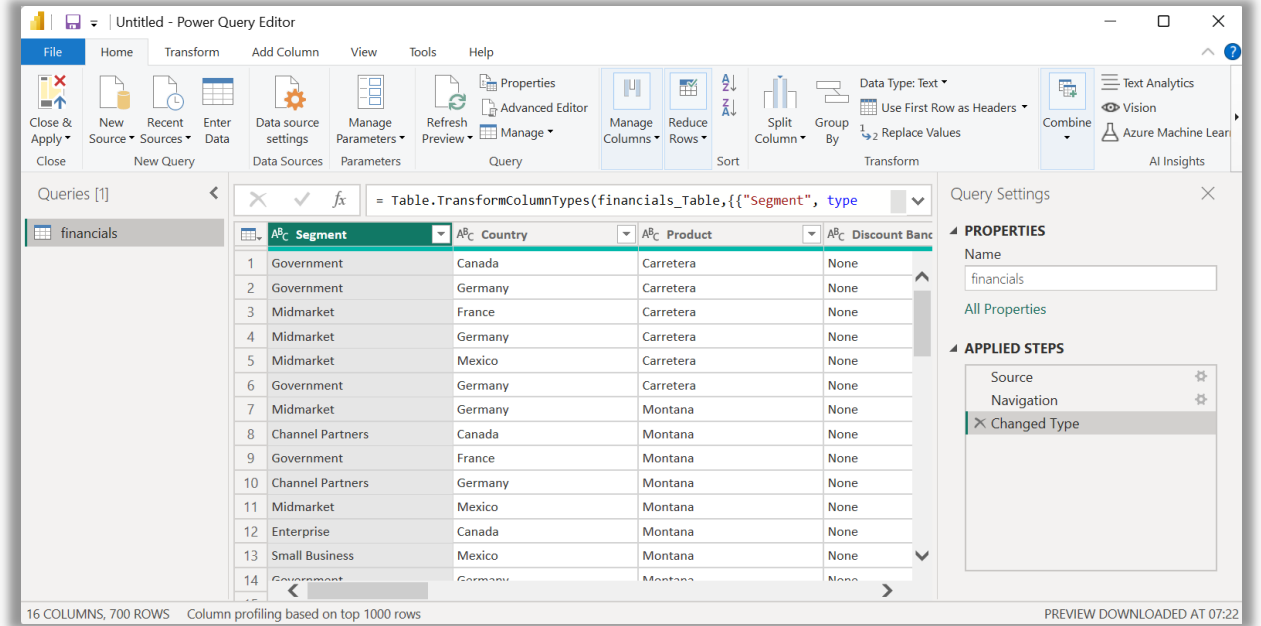 Untitled - Power Query Editor
File Home Transform Add Column View Tools Help
Close & Apply
New Source
Recent Sources
Enter Data
Data source settings
Manage Parameters
Refresh Preview
Properties
Advanced Editor
Manage
Manage Columns
Reduce Rows
Split Column
Group By
Data Type: Text
Use First Row as Headers
Replace Values
Combine
Text Analytics
Vision
Azure Machine Lear
Close New Query Data Sources Parameters Query Sort Transform AI Insights
Queries [1]
financials
fx = Table.TransformColumnTypes(financials_Table,{{"Segment", type
ABC Segment ABC Country ABC Product ABC Discount Banc
1 Government Canada Carretera None
2 Government Germany Carretera None
3 Midmarket France Carretera None
4 Midmarket Germany Carretera None
5 Midmarket Mexico Carretera None
6 Government Germany Carretera None
7 Midmarket Germany Montana None
8 Channel Partners Canada Montana None
9 Government France Montana None
10 Channel Partners Germany Montana None
11 Midmarket Mexico Montana None
12 Enterprise Canada Montana None
13 Small Business Mexico Montana None
14 Government Germany Montana None
Query Settings
PROPERTIES
Name
financials
All Properties
APPLIED STEPS
Source
Navigation
Changed Type
16 COLUMNS, 700 ROWS Column profiling based on top 1000 rows PREVIEW DOWNLOADED AT 07:22